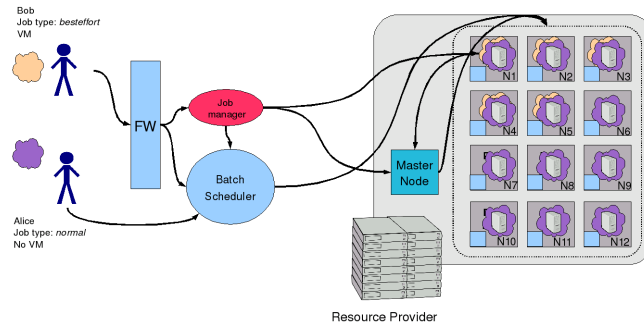 Bob
Job type: besteffort
VM
FW
Job
manager
Batch
Scheduler
Alice
Job type: normal
No VM
Master
Node
N1
N2
N3
N4
N5
N6
N7
N8
N9
N10
N11
N12
Resource Provider